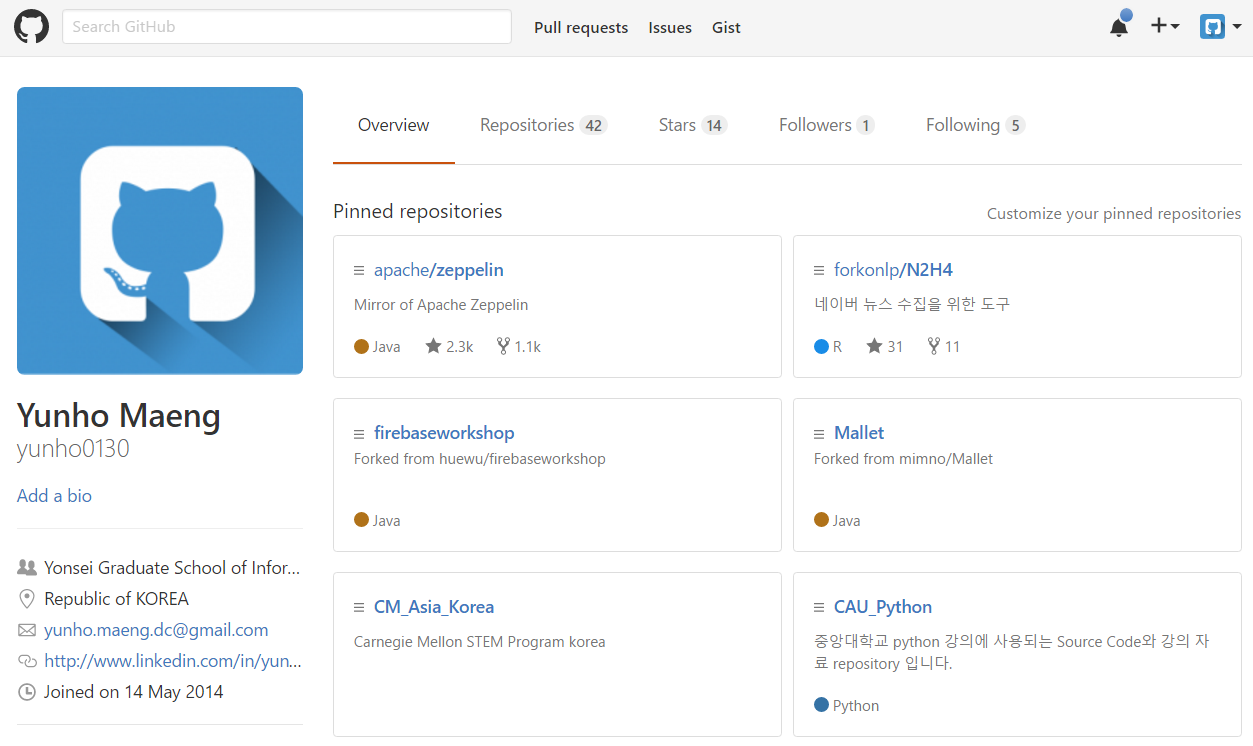 Search GitHub
Pull requests Issues Gist
Overview Repositories 42 Stars 14 Followers 1 Following 5
Pinned repositories
Customize your pinned repositories
apache/zeppelin
Mirror of Apache Zeppelin
Java 2.3k 1.1k
forkonlp/N2H4
네이버 뉴스 수집을 위한 도구
R 31 11
firebaseworkshop
Forked from huewu/firebaseworkshop
Java
Mallet
Forked from mimno/Mallet
Java
CM_Asia_Korea
Carnegie Mellon STEM Program korea
CAU_Python
중앙대학교 python 강의에 사용되는 Source Code와 강의 자
료 repository 입니다.
Python
Yunho Maeng
yunho0130
Add a bio
Yonsei Graduate School of Infor...
Republic of KOREA
yunho.maeng.dc@gmail.com
http://www.linkedin.com/in/yun...
Joined on 14 May 2014